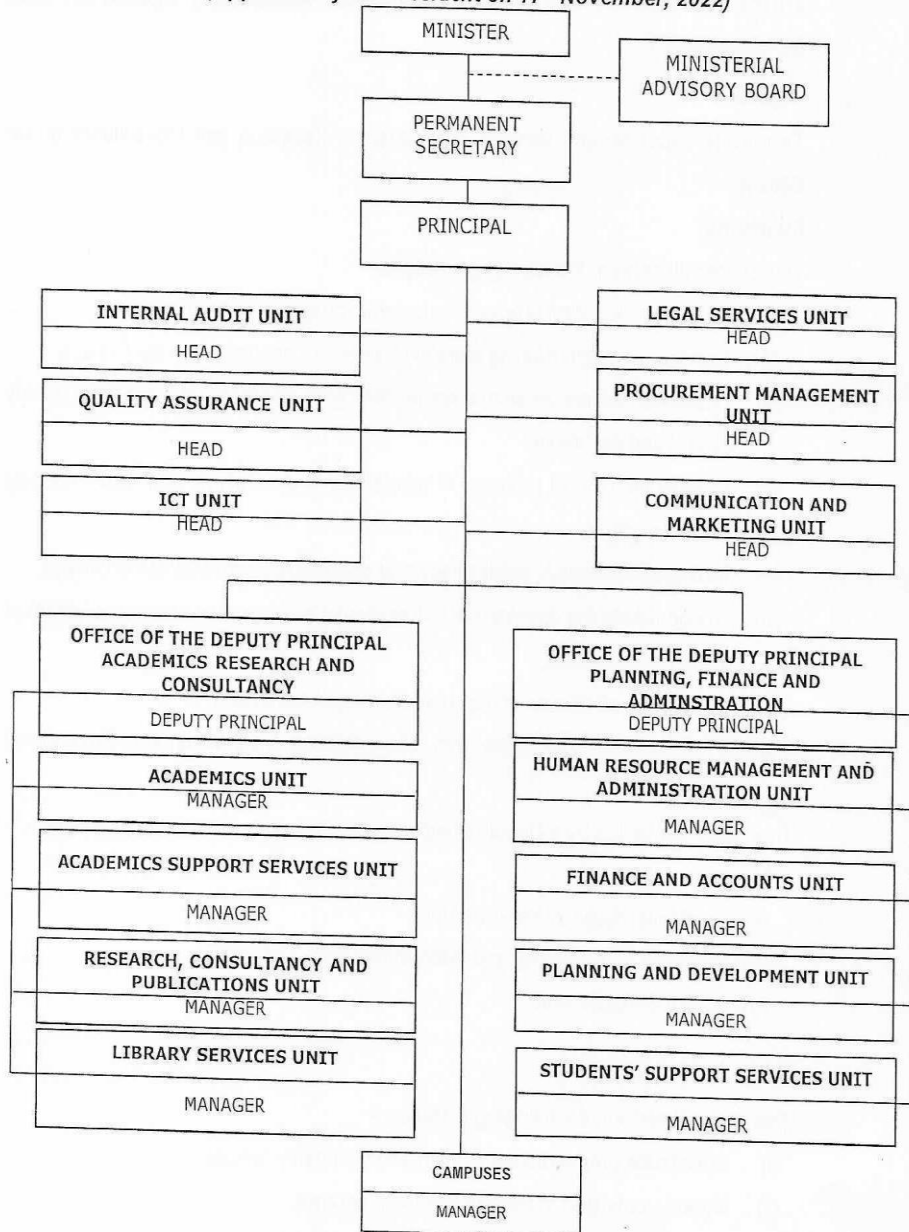 November, 2022)
MINISTER
MINISTERIAL
ADVISORY BOARD
PERMANENT
SECRETARY
PRINCIPAL
INTERNAL AUDIT UNIT
HEAD
LEGAL SERVICES UNIT
HEAD
QUALITY ASSURANCE UNIT
HEAD
PROCUREMENT MANAGEMENT
UNIT
HEAD
ICT UNIT
HEAD
COMMUNICATION AND
MARKETING UNIT
HEAD
OFFICE OF THE DEPUTY PRINCIPAL
ACADEMICS RESEARCH AND
CONSULTANCY
DEPUTY PRINCIPAL
ACADEMICS UNIT
MANAGER
ACADEMICS SUPPORT SERVICES UNIT
MANAGER
RESEARCH, CONSULTANCY AND
PUBLICATIONS UNIT
MANAGER
LIBRARY SERVICES UNIT
MANAGER
OFFICE OF THE DEPUTY PRINCIPAL
PLANNING, FINANCE AND
ADMINSTRATION
DEPUTY PRINCIPAL
HUMAN RESOURCE MANAGEMENT AND
ADMINISTRATION UNIT
MANAGER
FINANCE AND ACCOUNTS UNIT
MANAGER
PLANNING AND DEVELOPMENT UNIT
MANAGER
STUDENTS' SUPPORT SERVICES UNIT
MANAGER
CAMPUSES
MANAGER